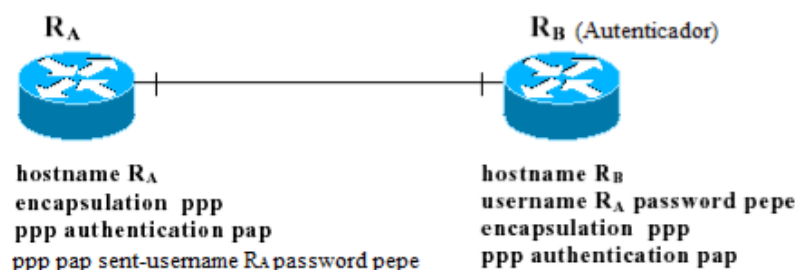 RA
RB (Autenticador)
hostname RA
encapsulation ppp
ppp authentication pap
ppp pap sent-username RA password pepe
hostname RB
username RA password pepe
encapsulation ppp
ppp authentication pap